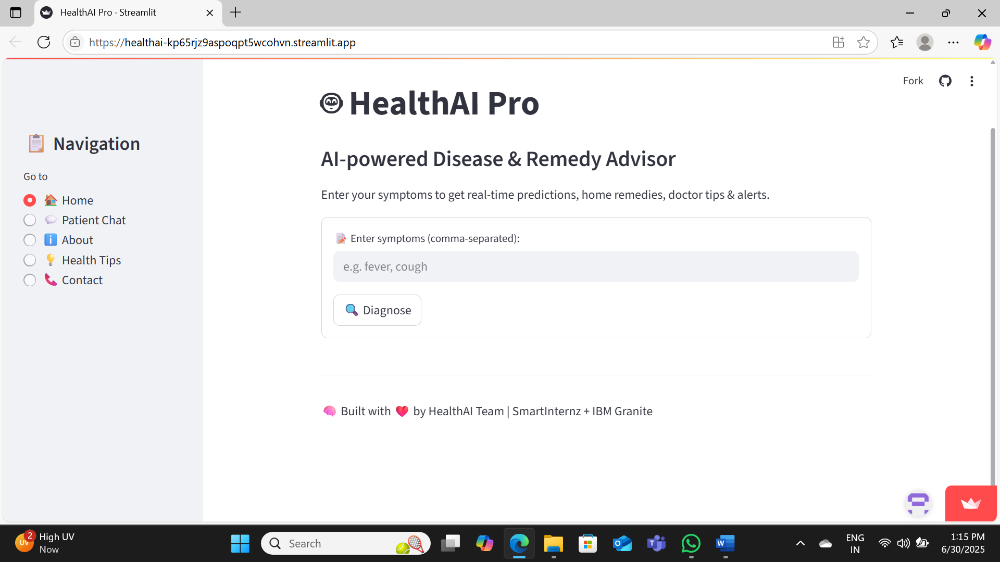 HealthAI Pro · Streamlit
https://healthai-kp65rjz9aspoqpt5wcohvn.streamlit.app
Fork
HealthAI Pro
Navigation
Go to
Home
Patient Chat
About
Health Tips
Contact
AI-powered Disease & Remedy Advisor
Enter your symptoms to get real-time predictions, home remedies, doctor tips & alerts.
Enter symptoms (comma-separated):
e.g. fever, cough
Diagnose
Built with ❤️ by HealthAI Team | SmartInternz + IBM Granite
UV
2
High UV
Now
Search
ENG
IN
1:15 PM
6/30/2025